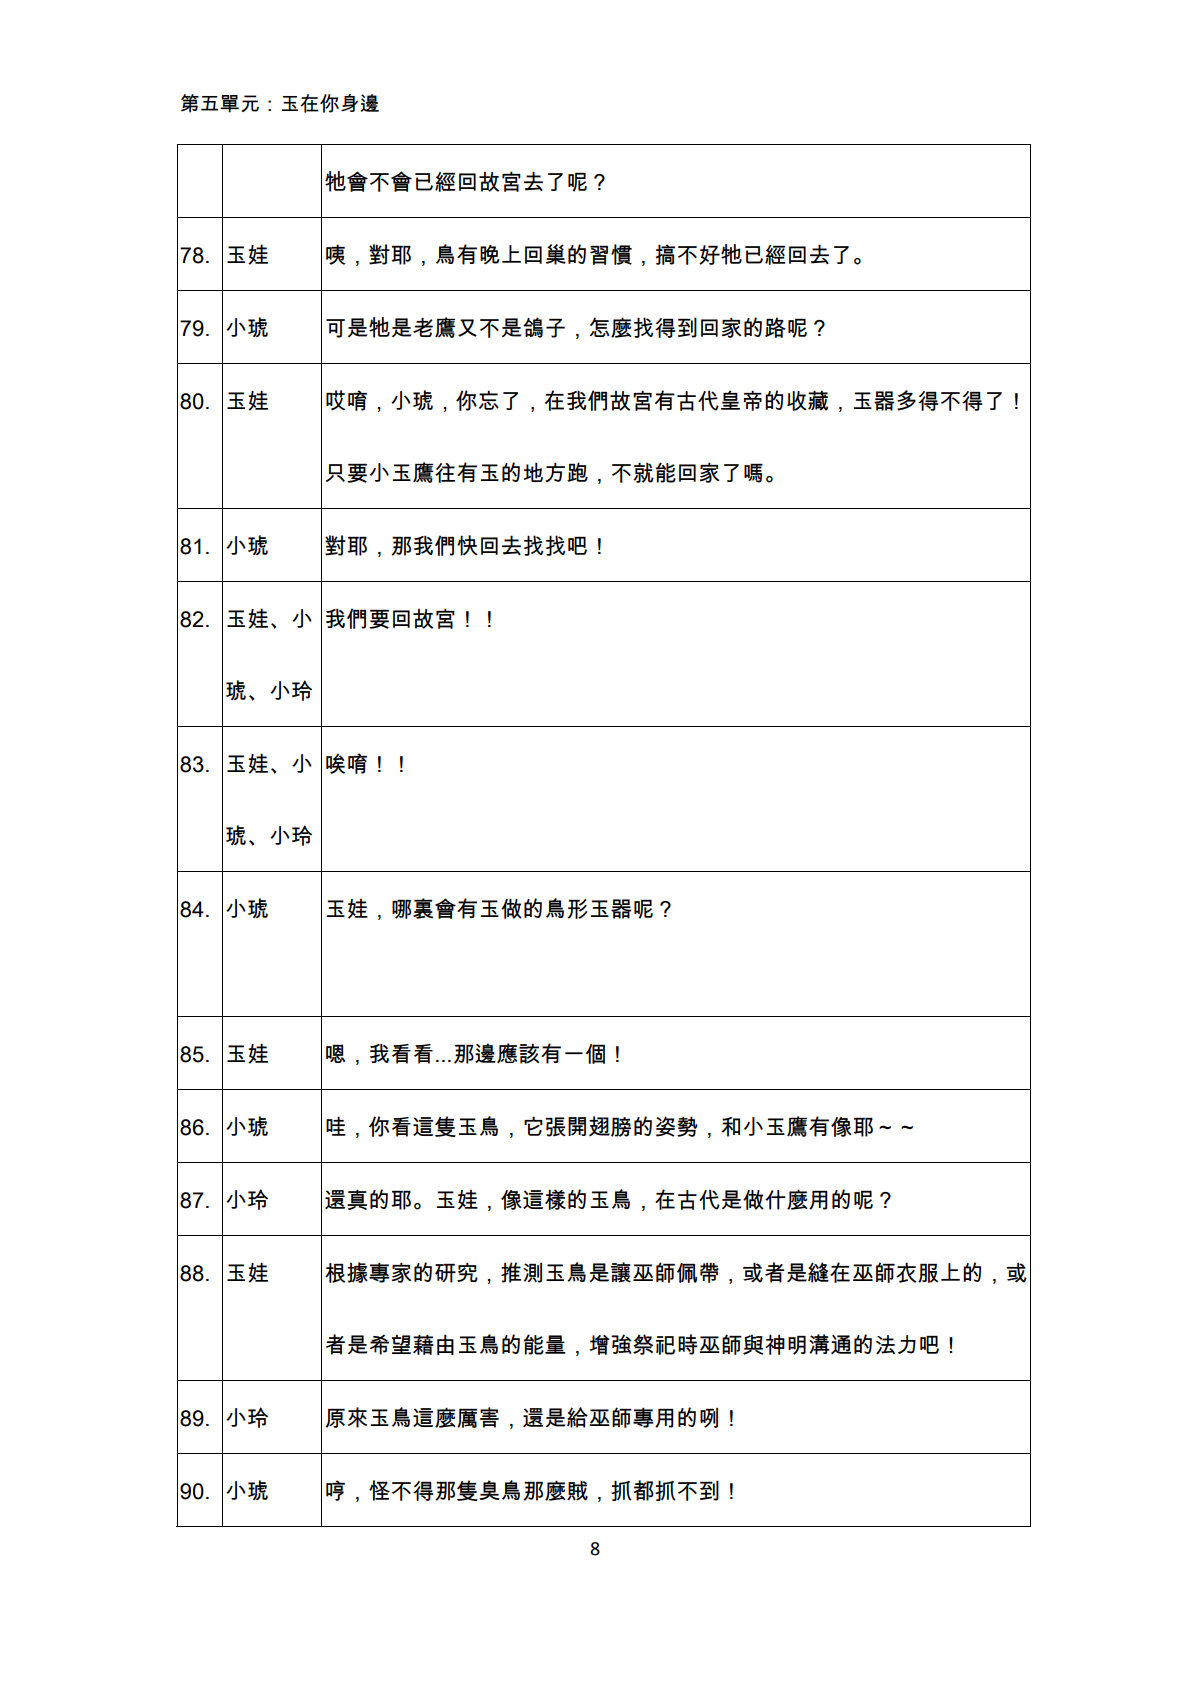 第五單元：玉在你身邊
牠會不會已經回故宮去了呢？
78. 玉娃 咦，對耶，鳥有晚上回巢的習慣，搞不好牠已經回去了。
79. 小琥 可是牠是老鷹又不是鴿子，怎麼找得到回家的路呢？
80. 玉娃 哎唷，小琥，你忘了，在我們故宮有古代皇帝的收藏，玉器多得不得了！
只要小玉鷹往有玉的地方跑，不就能回家了嗎。
81. 小琥 對耶，那我們快回去找找吧！
82. 玉娃、小 我們要回故宮！！
琥、小玲
83. 玉娃、小 唉唷！！
琥、小玲
84. 小琥 玉娃，哪裏會有玉做的鳥形玉器呢？
85. 玉娃 嗯，我看看...那邊應該有一個！
86. 小琥 哇，你看這隻玉鳥，它張開翅膀的姿勢，和小玉鷹有像耶～～
87. 小玲 還真的耶。玉娃，像這樣的玉鳥，在古代是做什麼用的呢？
88. 玉娃 根據專家的研究，推測玉鳥是讓巫師佩帶，或者是縫在巫師衣服上的，或
者是希望藉由玉鳥的能量，增強祭祀時巫師與神明溝通的法力吧！
89. 小玲 原來玉鳥這麼厲害，還是給巫師專用的咧！
90. 小琥 哼，怪不得那隻臭鳥那麼賊，抓都抓不到！
8